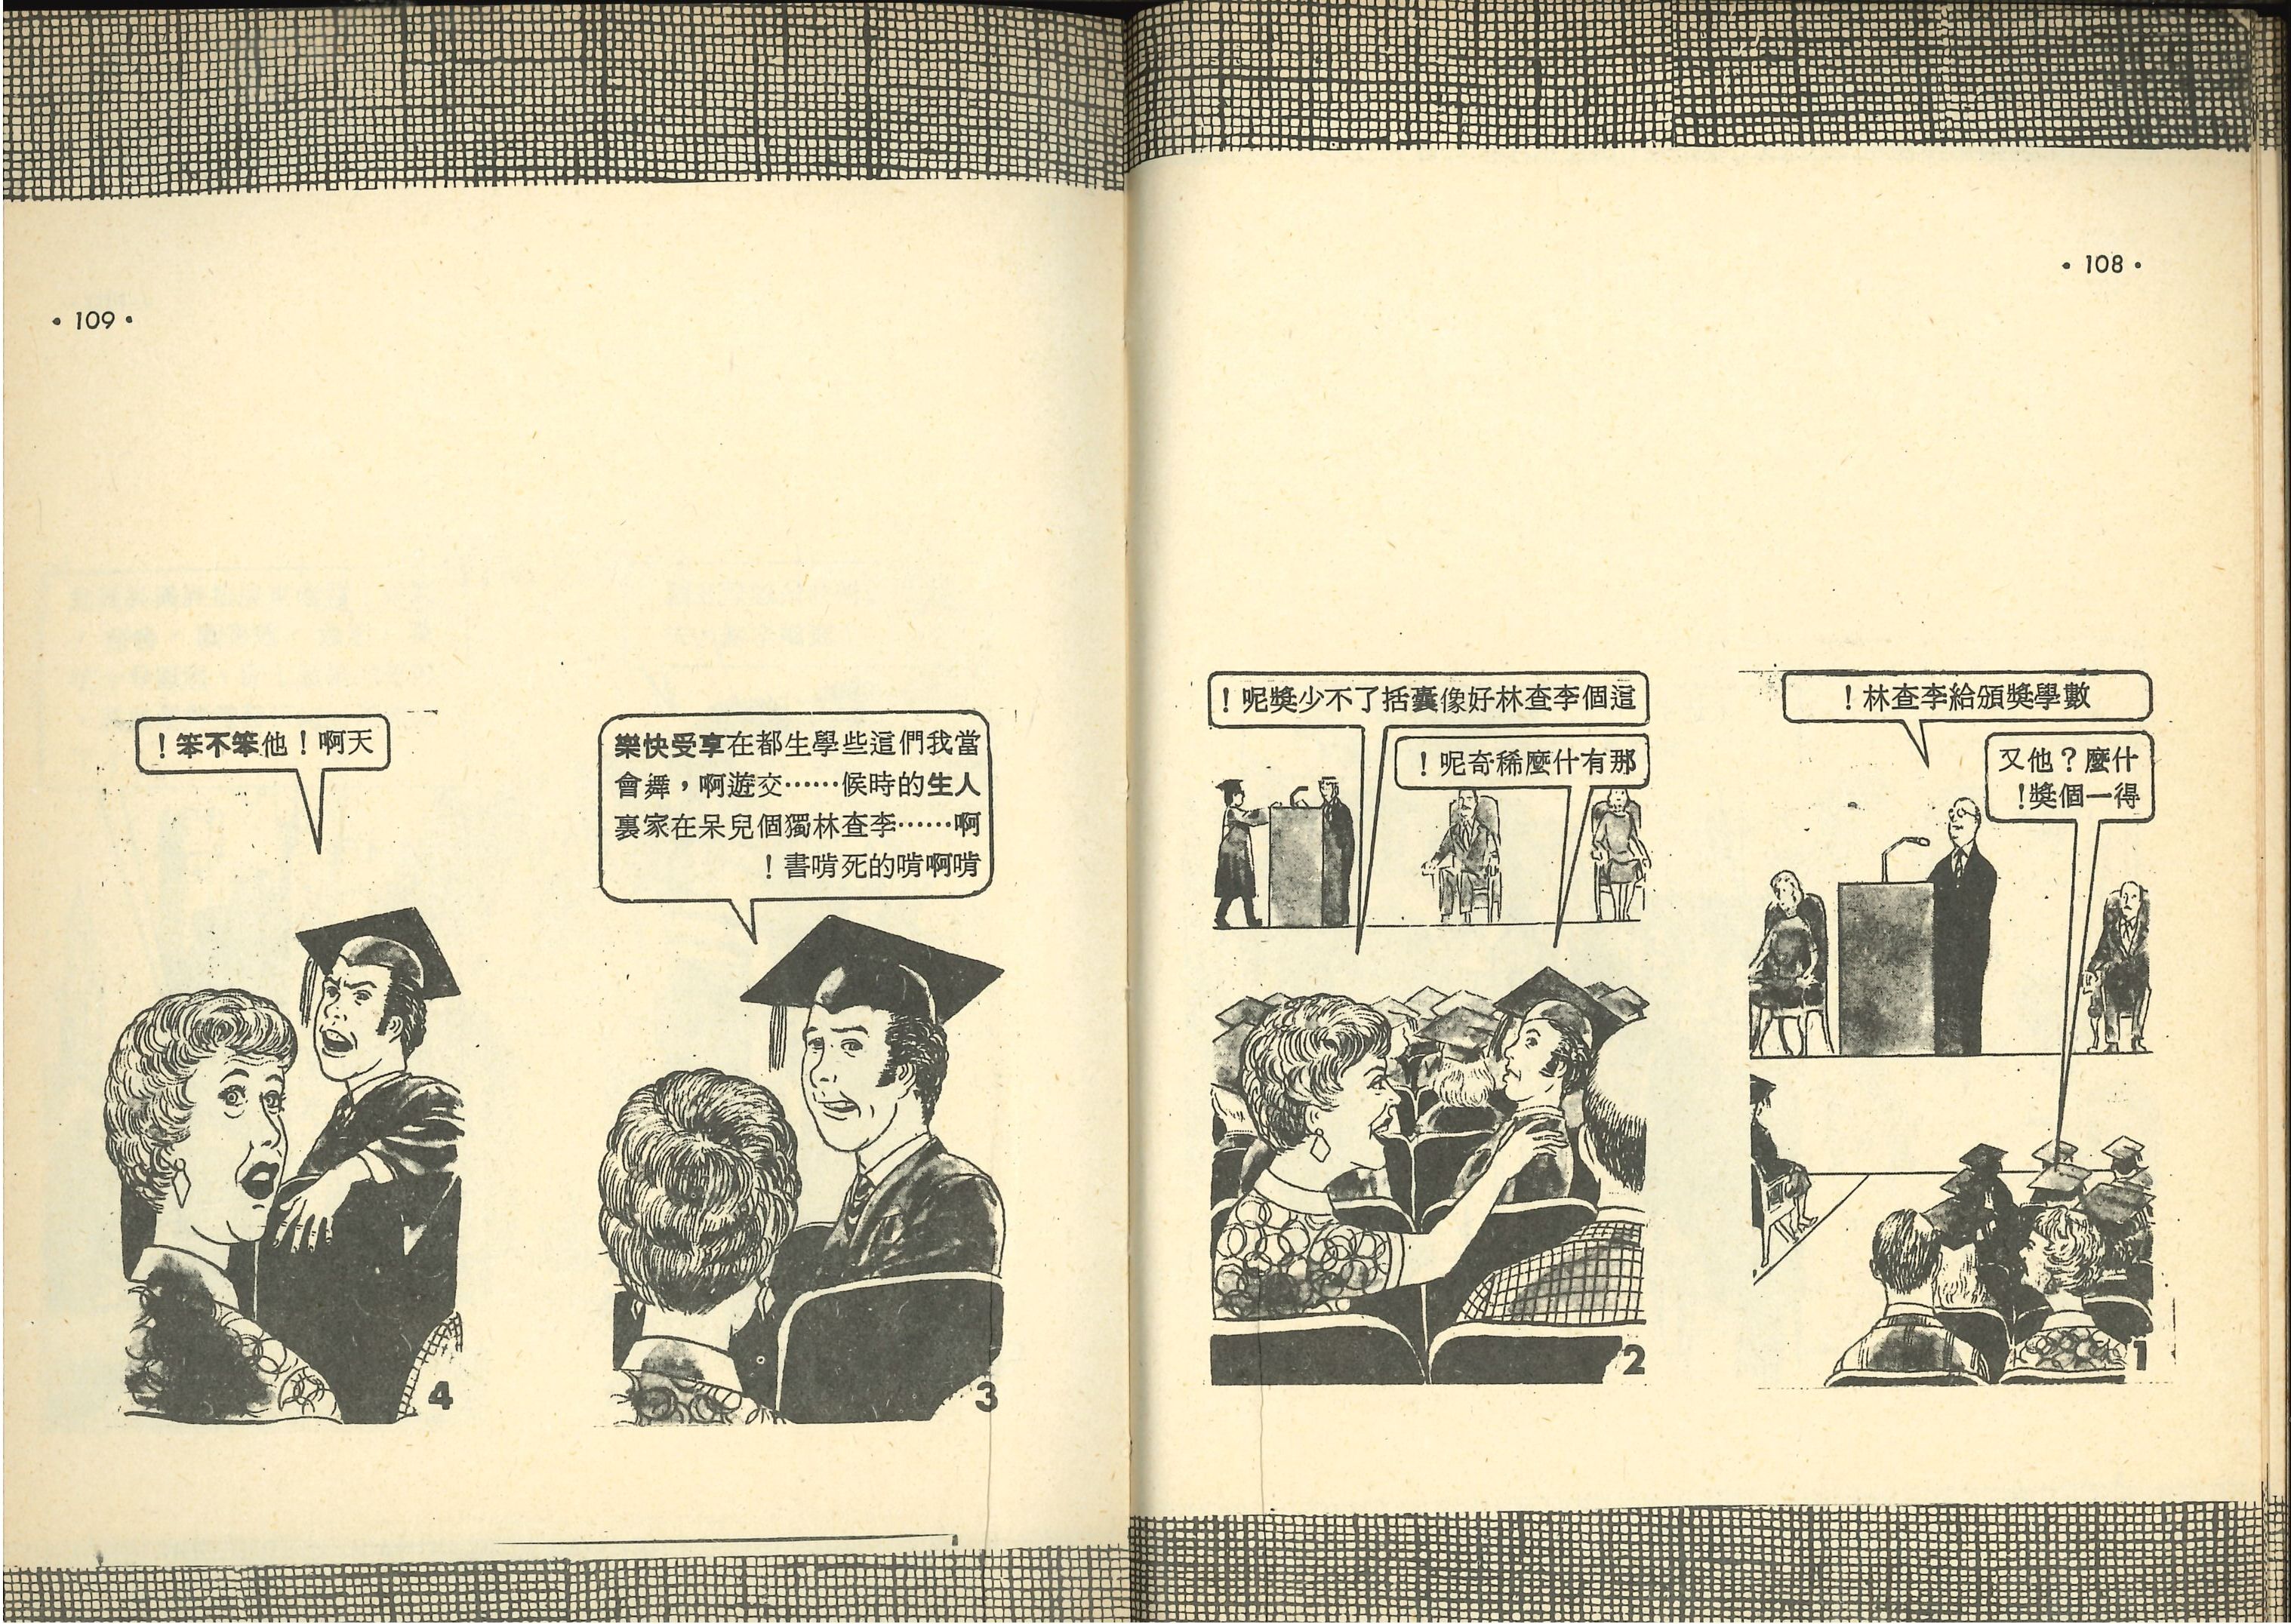 • 108 •
數學獎頒給李查林！
什麼？他又
得一個獎！
1
這個李查林好像囊括了不少獎呢！
那有什麼稀奇呢！
2
• 109 •
當我們這些學生都在享受快樂
人生的時候……交遊啊，舞會
啊……李查林獨個兒呆在家裏
啃啊啃的死啃書！
3
天啊！他笨不笨！
4